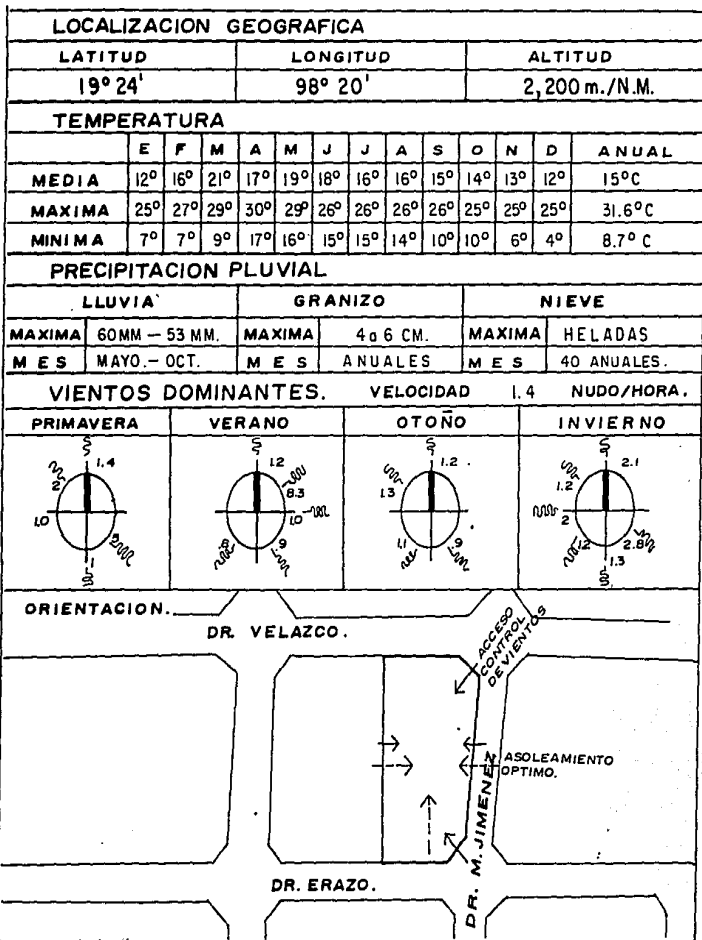 LOCALIZACION GEOGRAFICA
LATITUD LONGITUD ALTITUD
19° 24' 98° 20' 2,200 m./N.M.
TEMPERATURA
E F M A M J J A S O N D ANUAL
MEDIA 12° 16° 21° 17° 19° 18° 16° 16° 15° 14° 13° 12° 15°C
MAXIMA 25° 27° 29° 30° 29° 26° 26° 26° 26° 25° 25° 25° 31.6°C
MINIMA 7° 7° 9° 17° 16° 15° 15° 14° 10° 10° 6° 4° 8.7° C
PRECIPITACION PLUVIAL
LLUVIA GRANIZO NIEVE
MAXIMA 60MM — 53 MM. MAXIMA 4 a 6 CM. MAXIMA HELADAS
MES MAYO.- OCT. MES ANUALES MES 40 ANUALES.
VIENTOS DOMINANTES. VELOCIDAD 1.4 NUDO/HORA.
PRIMAVERA VERANO OTOÑO INVIERNO
1.4
2
1.0
2
1
1.2
8.3
1.0
.8
.9
1.2
1.3
1.1
.9
2.1
1.2
2
1.2
2.8
1.3
ORIENTACION.
DR. VELAZCO.
ACCESO
CONTROL
DE VIENTOS
ASOLEAMIENTO
OPTIMO.
DR. M. JIMENEZ
DR. ERAZO.